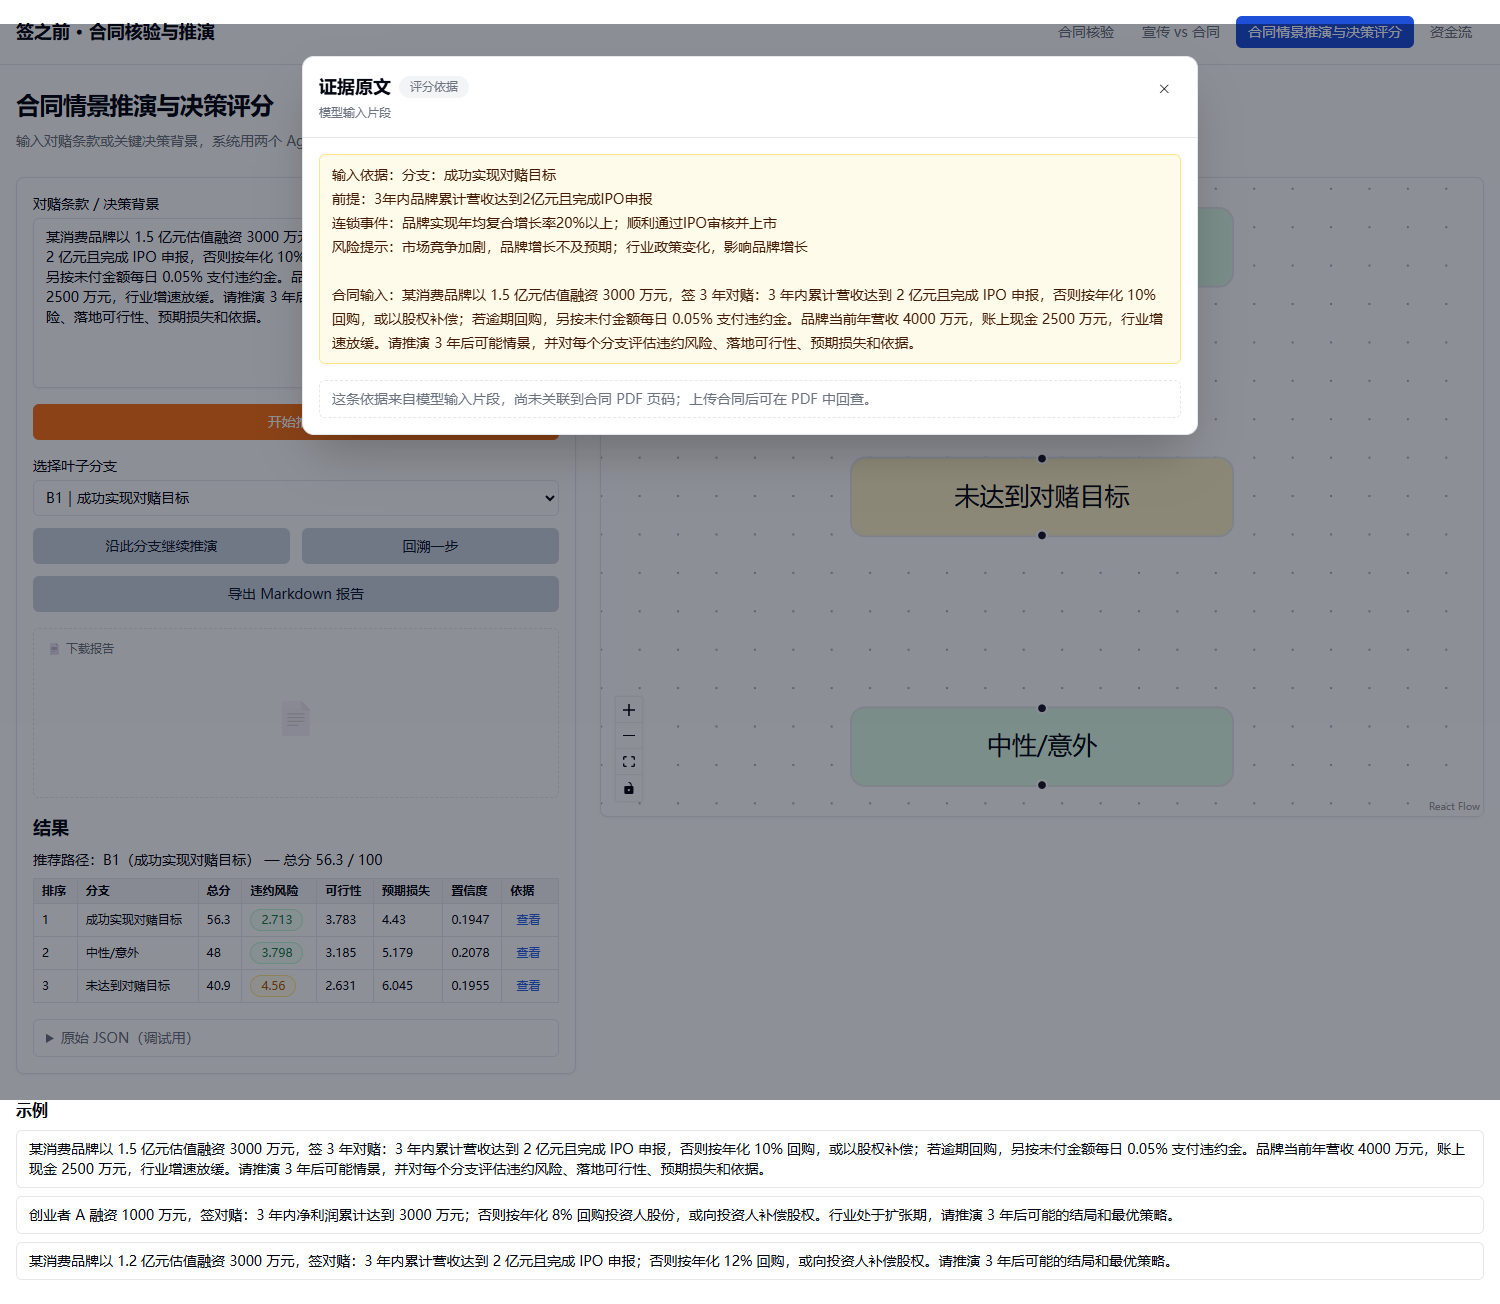 签之前 • 合同核验与推演
合同核验
宣传 vs 合同
合同情景推演与决策评分
资金流
合同情景推演与决策评分
输入对赌条款或关键决策背景，系统用两个 Ag
证据原文
评分依据
模型输入片段
×
输入依据：分支：成功实现对赌目标
前提：3年内品牌累计营收达到2亿元且完成IPO申报
连锁事件：品牌实现年均复合增长率20%以上；顺利通过IPO审核并上市
风险提示：市场竞争加剧，品牌增长不及预期；行业政策变化，影响品牌增长
合同输入：某消费品牌以 1.5 亿元估值融资 3000 万元，签 3 年对赌：3 年内累计营收达到 2 亿元且完成 IPO 申报，否则按年化 10%
回购，或以股权补偿；若逾期回购，另按未付金额每日 0.05% 支付违约金。品牌当前年营收 4000 万元，账上现金 2500 万元，行业增
速放缓。请推演 3 年后可能情景，并对每个分支评估违约风险、落地可行性、预期损失和依据。
这条依据来自模型输入片段，尚未关联到合同 PDF 页码；上传合同后可在 PDF 中回查。
对赌条款 / 决策背景
某消费品牌以 1.5 亿元估值融资 3000 万元
2 亿元且完成 IPO 申报，否则按年化 10%
另按未付金额每日 0.05% 支付违约金。品
2500 万元，行业增速放缓。请推演 3 年后
险、落地可行性、预期损失和依据。
开始推
选择叶子分支
B1｜成功实现对赌目标
沿此分支继续推演
回溯一步
导出 Markdown 报告
下载报告
未达到对赌目标
中性/意外
React Flow
结果
推荐路径：B1（成功实现对赌目标） — 总分 56.3 / 100
排序 分支 总分 违约风险 可行性 预期损失 置信度 依据
1 成功实现对赌目标 56.3 2.713 3.783 4.43 0.1947 查看
2 中性/意外 48 3.798 3.185 5.179 0.2078 查看
3 未达到对赌目标 40.9 4.56 2.631 6.045 0.1955 查看
▶ 原始 JSON（调试用）
示例
某消费品牌以 1.5 亿元估值融资 3000 万元，签 3 年对赌：3 年内累计营收达到 2 亿元且完成 IPO 申报，否则按年化 10% 回购，或以股权补偿；若逾期回购，另按未付金额每日 0.05% 支付违约金。品牌当前年营收 4000 万元，账上
现金 2500 万元，行业增速放缓。请推演 3 年后可能情景，并对每个分支评估违约风险、落地可行性、预期损失和依据。
创业者 A 融资 1000 万元，签对赌：3 年内净利润累计达到 3000 万元；否则按年化 8% 回购投资人股份，或向投资人补偿股权。行业处于扩张期，请推演 3 年后可能的结局和最优策略。
某消费品牌以 1.2 亿元估值融资 3000 万元，签对赌：3 年内累计营收达到 2 亿元且完成 IPO 申报；否则按年化 12% 回购，或向投资人补偿股权。请推演 3 年后可能的结局和最优策略。